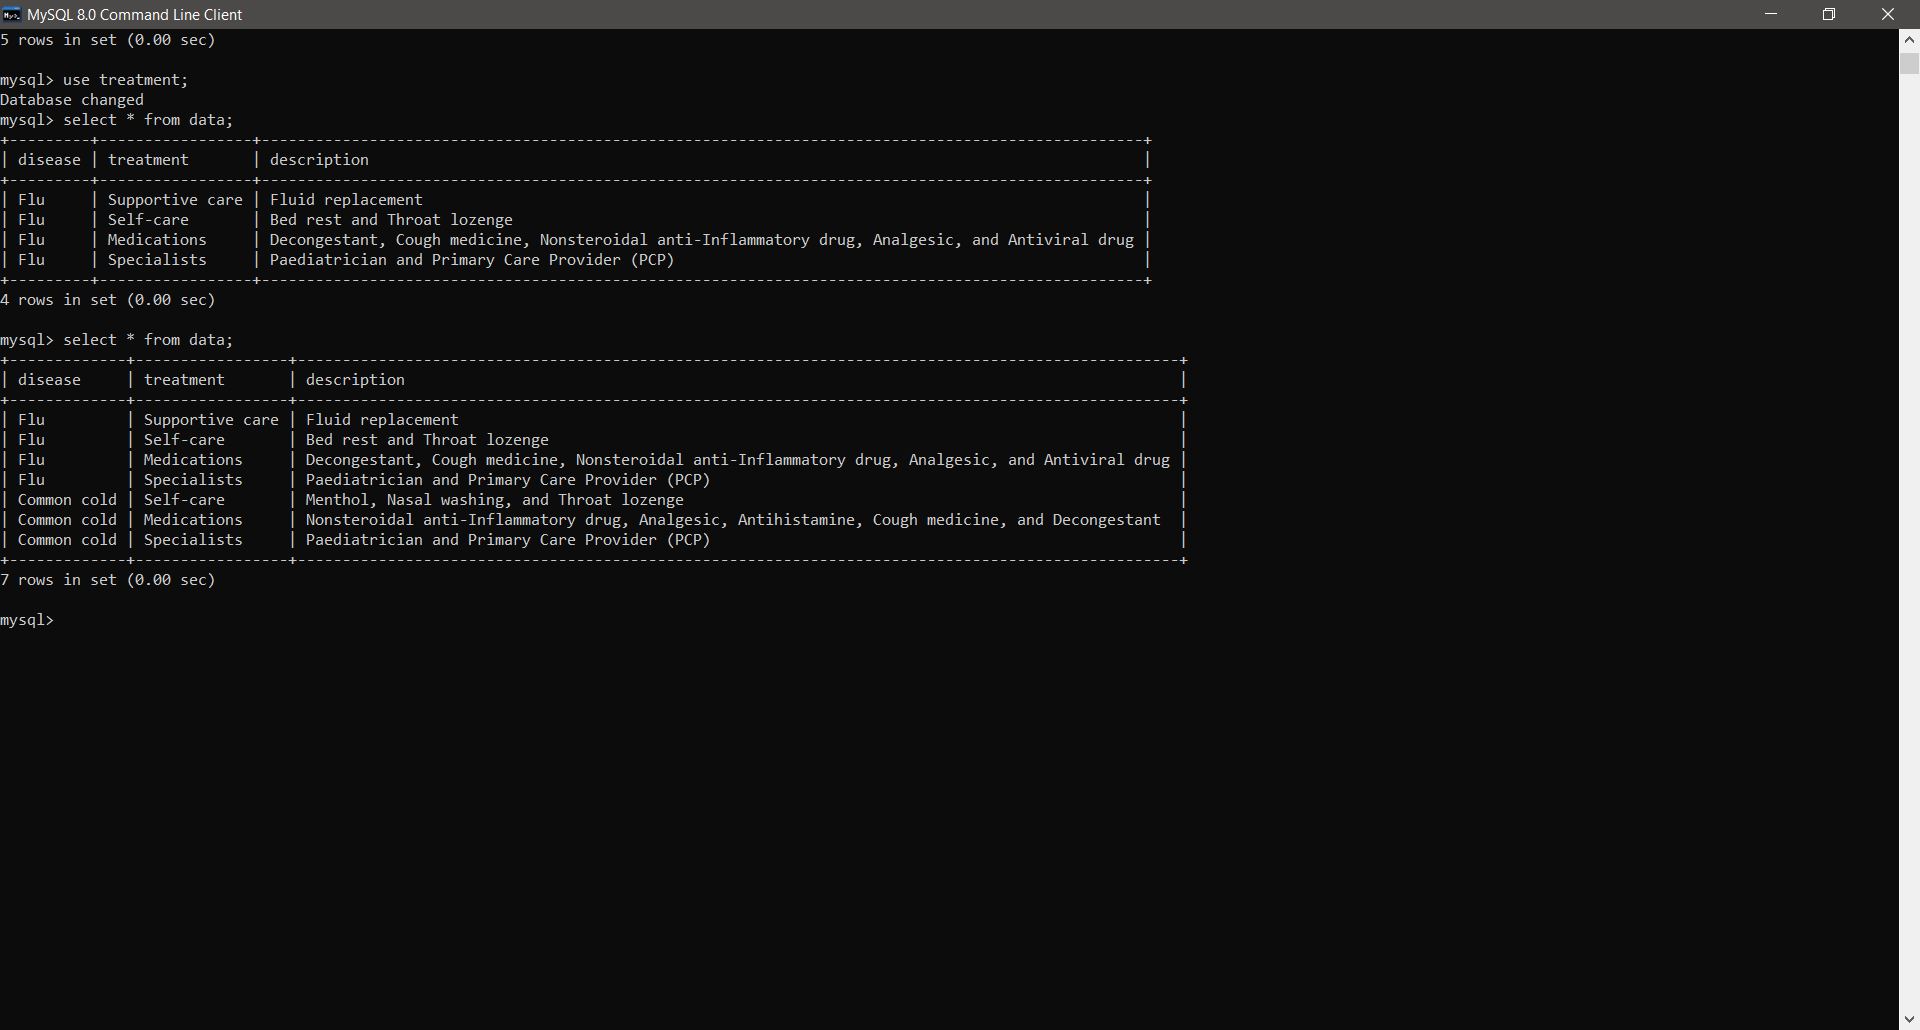 MySQL 8.0 Command Line Client
5 rows in set (0.00 sec)
mysql> use treatment;
Database changed
mysql> select * from data;
+---------+-----------------+--------------------------------------------------------------------------------------------------+
| disease | treatment       | description                                                                                      |
+---------+-----------------+--------------------------------------------------------------------------------------------------+
| Flu     | Supportive care | Fluid replacement                                                                                |
| Flu     | Self-care       | Bed rest and Throat lozenge                                                                      |
| Flu     | Medications     | Decongestant, Cough medicine, Nonsteroidal anti-Inflammatory drug, Analgesic, and Antiviral drug |
| Flu     | Specialists     | Paediatrician and Primary Care Provider (PCP)                                                    |
+---------+-----------------+--------------------------------------------------------------------------------------------------+
4 rows in set (0.00 sec)
mysql> select * from data;
+-------------+-----------------+--------------------------------------------------------------------------------------------------+
| disease     | treatment       | description                                                                                      |
+-------------+-----------------+--------------------------------------------------------------------------------------------------+
| Flu         | Supportive care | Fluid replacement                                                                                |
| Flu         | Self-care       | Bed rest and Throat lozenge                                                                      |
| Flu         | Medications     | Decongestant, Cough medicine, Nonsteroidal anti-Inflammatory drug, Analgesic, and Antiviral drug |
| Flu         | Specialists     | Paediatrician and Primary Care Provider (PCP)                                                    |
| Common cold | Self-care       | Menthol, Nasal washing, and Throat lozenge                                                       |
| Common cold | Medications     | Nonsteroidal anti-Inflammatory drug, Analgesic, Antihistamine, Cough medicine, and Decongestant  |
| Common cold | Specialists     | Paediatrician and Primary Care Provider (PCP)                                                    |
+-------------+-----------------+--------------------------------------------------------------------------------------------------+
7 rows in set (0.00 sec)
mysql>